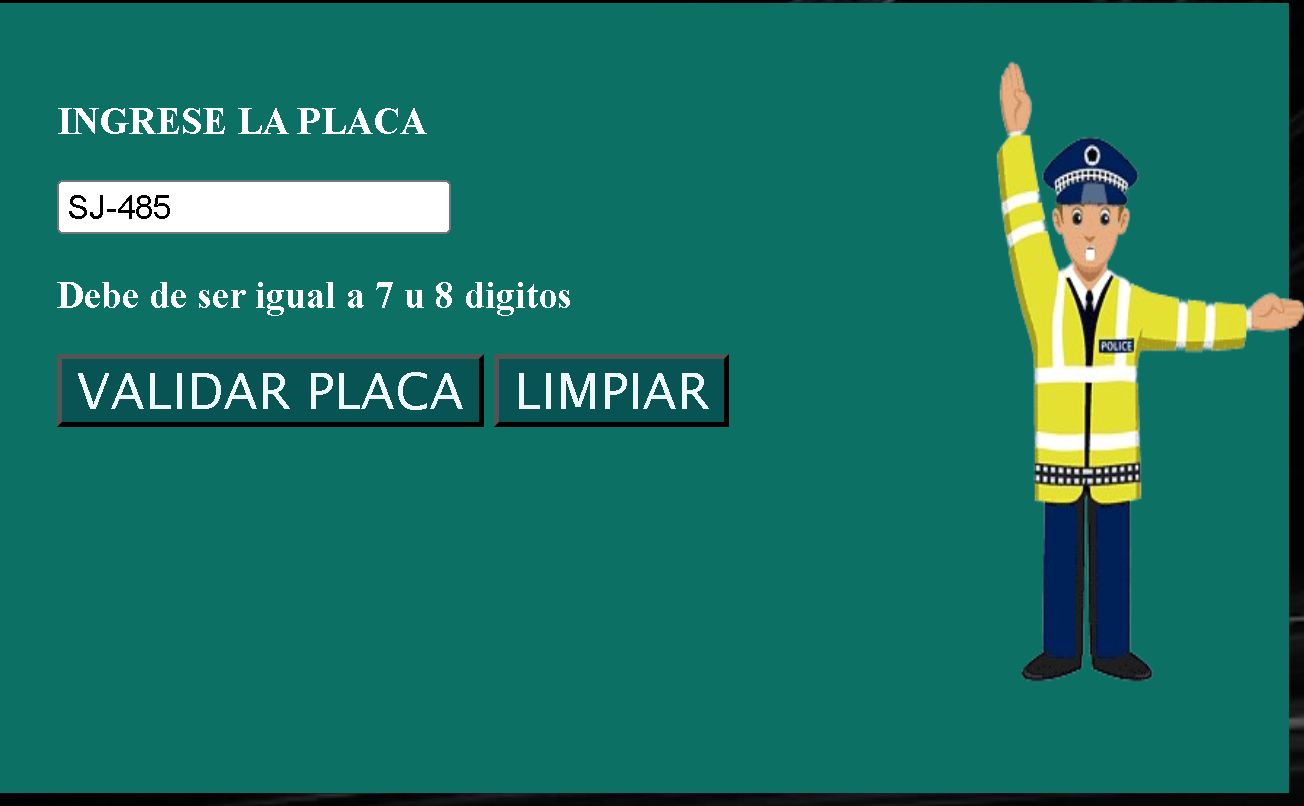 INGRESE LA PLACA
SJ-485
Debe de ser igual a 7 u 8 digitos
VALIDAR PLACA LIMPIAR
POLICE